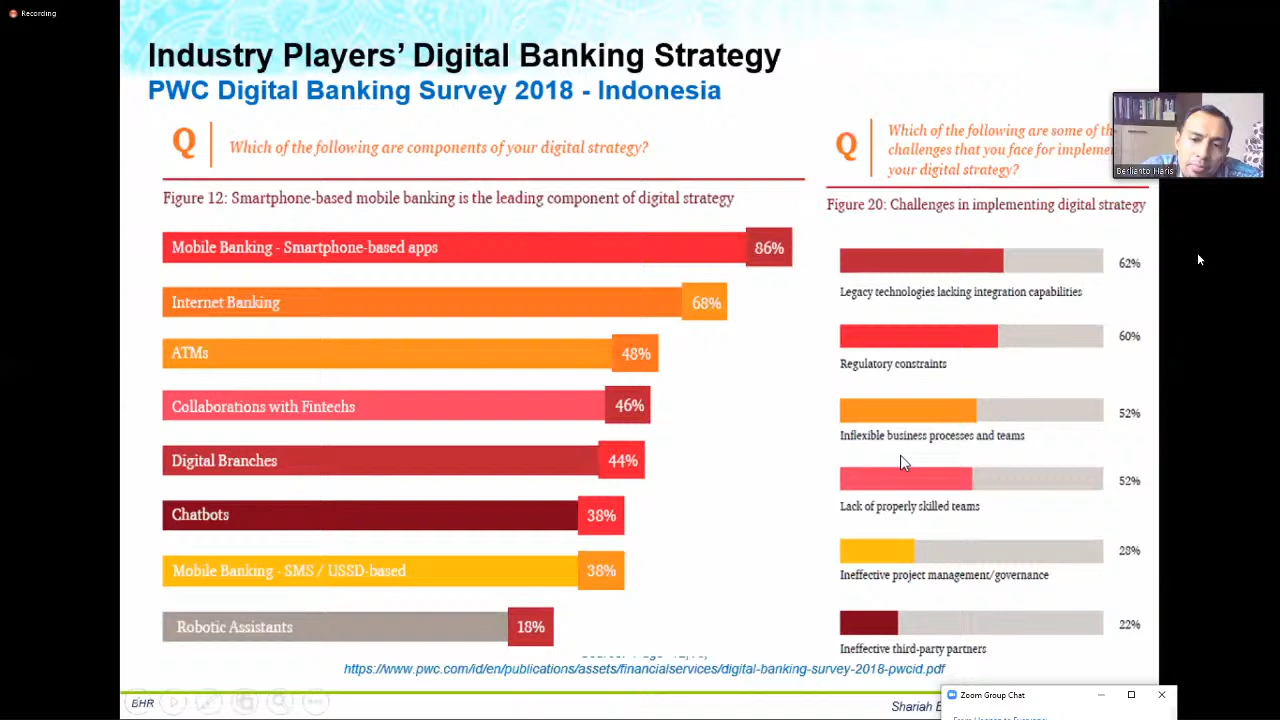 Recording
Industry Players’ Digital Banking Strategy
PWC Digital Banking Survey 2018 - Indonesia
Q
Which of the following are components of your digital strategy?
Figure 12: Smartphone-based mobile banking is the leading component of digital strategy
Mobile Banking - Smartphone-based apps 86%
Internet Banking 68%
ATMs 48%
Collaborations with Fintechs 46%
Digital Branches 44%
Chatbots 38%
Mobile Banking - SMS / USSD-based 38%
Robotic Assistants 18%
Q
Which of the following are some of
challenges that you face for
your digital strategy?
Figure 20: Challenges in implementing digital strategy
62%
Legacy technologies lacking integration capabilities
60%
Regulatory constraints
52%
Inflexible business processes and teams
52%
Lack of properly skilled teams
28%
Ineffective project management/governance
22%
Ineffective third-party partners
https://www.pwc.com/id/en/publications/assets/financialservices/digital-banking-survey-2018-pwcid.pdf
BHR
Shariah
Berlianto Haris
Zoom Group Chat